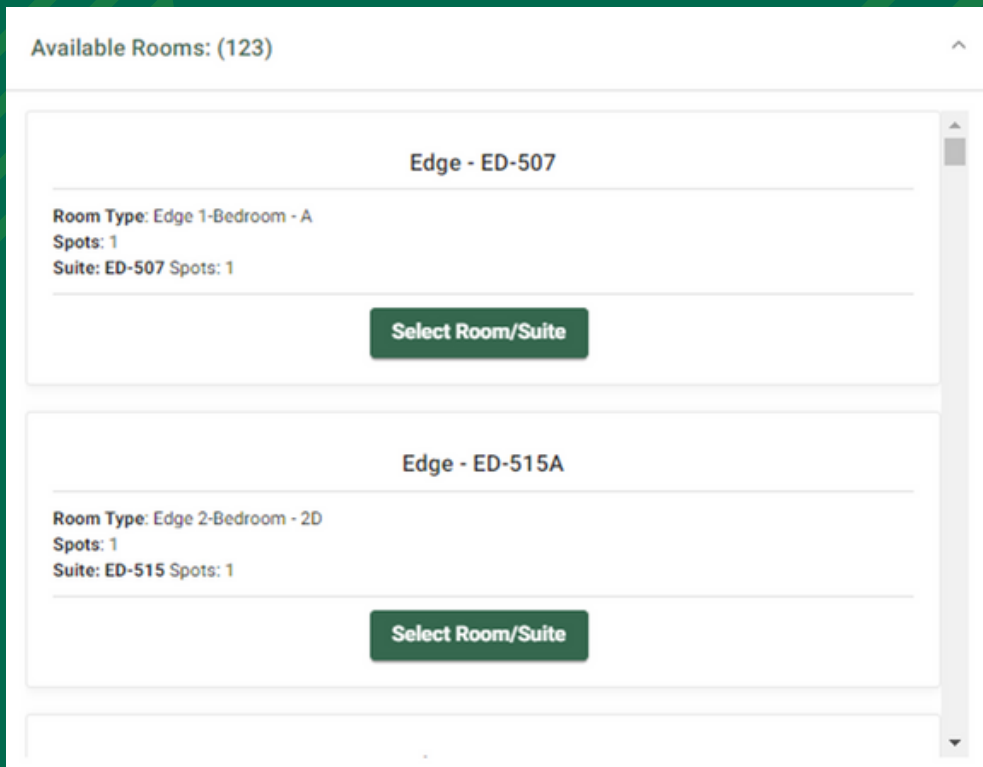 Available Rooms: (123)
Edge - ED-507
Room Type: Edge 1-Bedroom - A
Spots: 1
Suite: ED-507 Spots: 1
Select Room/Suite
Edge - ED-515A
Room Type: Edge 2-Bedroom - 2D
Spots: 1
Suite: ED-515 Spots: 1
Select Room/Suite